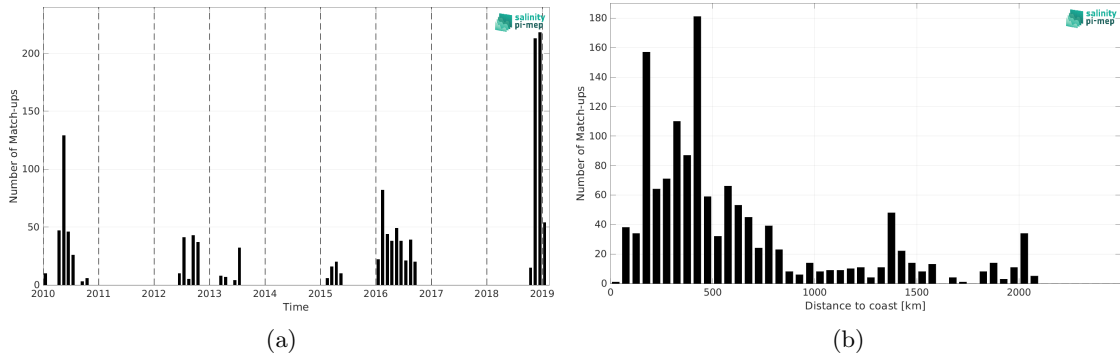 salinity
pi-mep
200
150
100
50
0
Number of Match-ups
2010 2011 2012 2013 2014 2015 2016 2017 2018 2019
Time
(a)
salinity
pi-mep
180
160
140
120
100
80
60
40
20
0
Number of Match-ups
0 500 1000 1500 2000
Distance to coast [km]
(b)